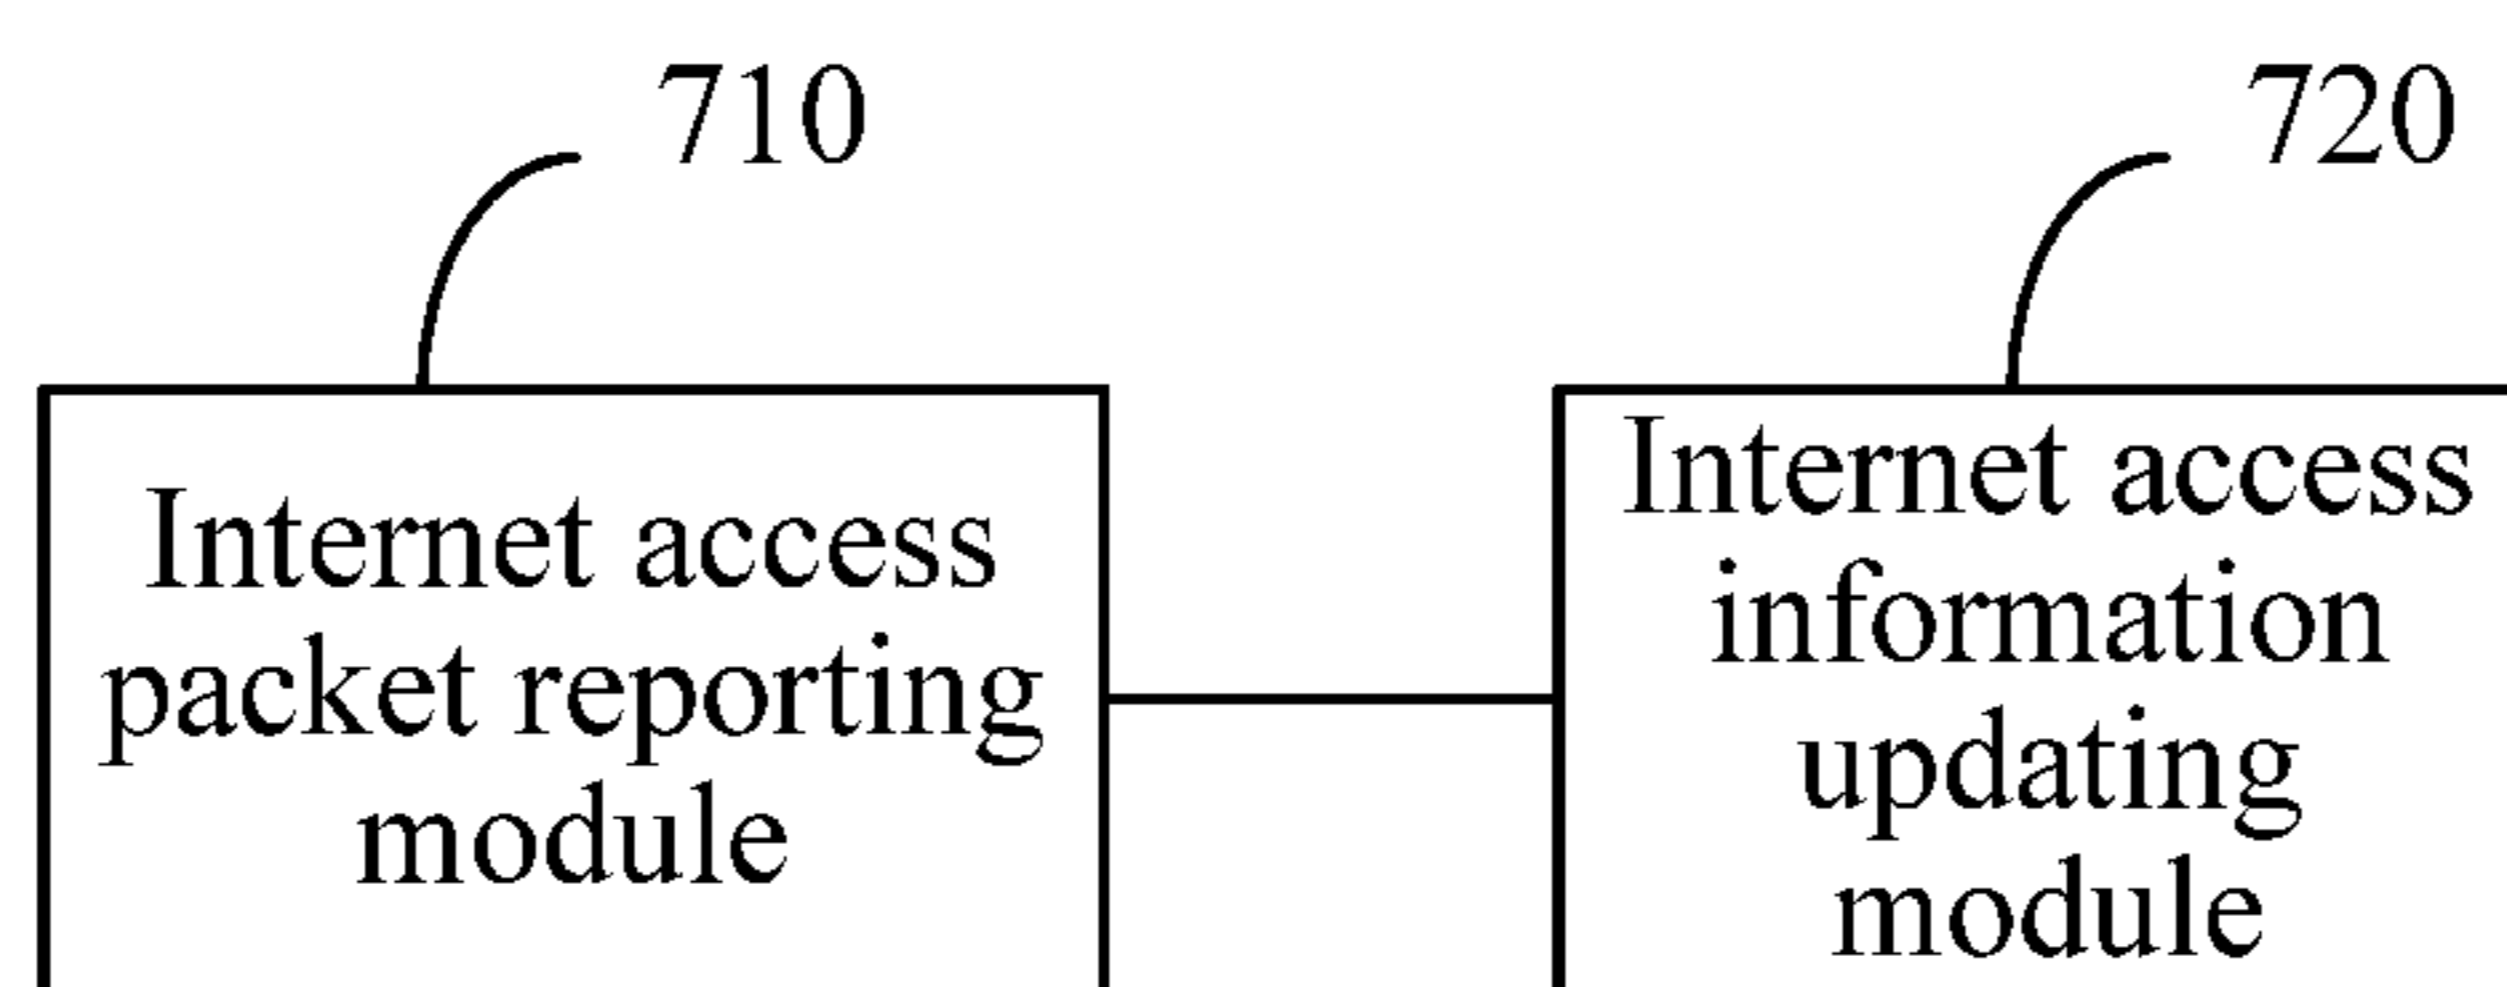 710
Internet access
packet reporting
module
720
Internet access
information
updating
module